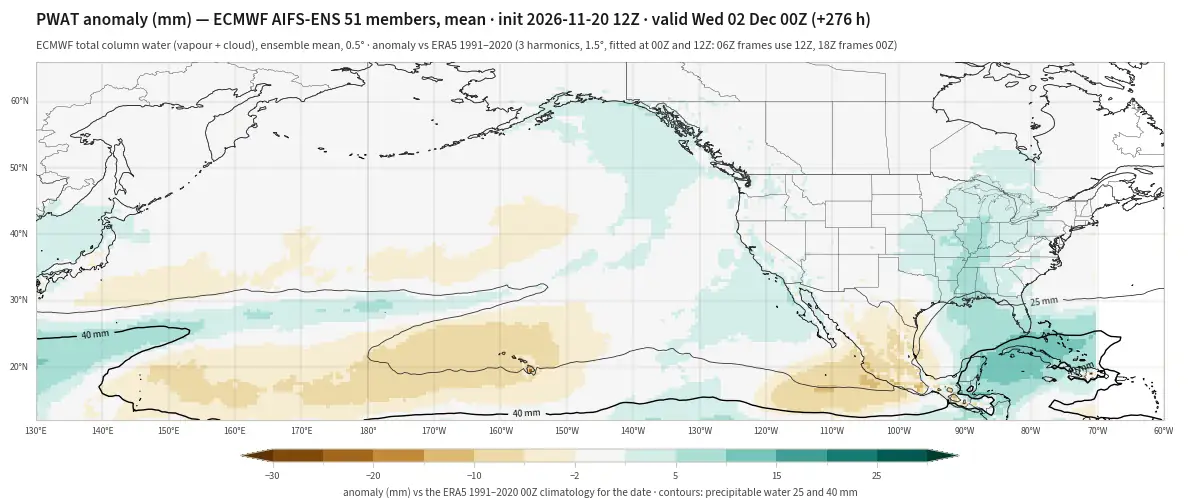 PWAT anomaly (mm) — ECMWF AIFS-ENS 51 members, mean · init 2026-11-20 12Z · valid Wed 02 Dec 00Z (+276 h)
ECMWF total column water (vapour + cloud), ensemble mean, 0.5° · anomaly vs ERA5 1991–2020 (3 harmonics, 1.5°, fitted at 00Z and 12Z: 06Z frames use 12Z, 18Z frames 00Z)
60°N
50°N
40°N
30°N
20°N
25 mm
40 mm
40 mm
130°E 140°E 150°E 160°E 170°E 180° 170°W 160°W 150°W 140°W 130°W 120°W 110°W 100°W 90°W 80°W 70°W 60°W
−30 −20 −10 −2 5 15 25
anomaly (mm) vs the ERA5 1991–2020 00Z climatology for the date · contours: precipitable water 25 and 40 mm